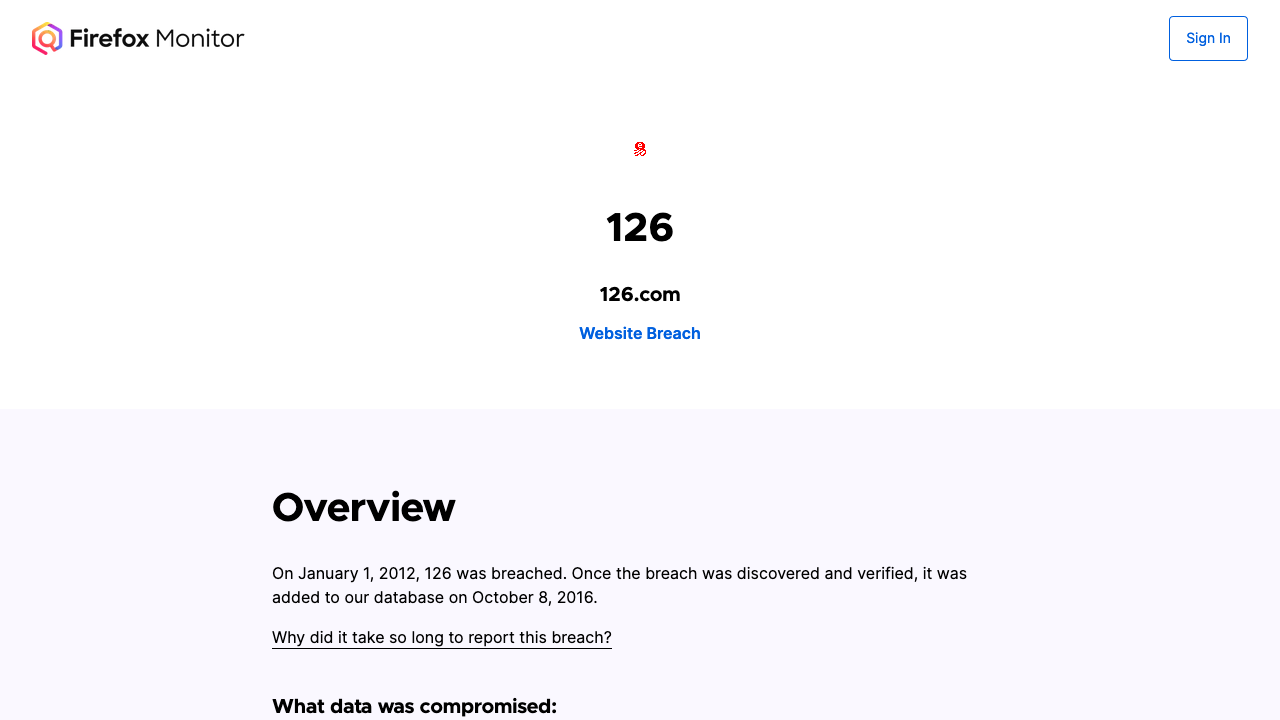 Firefox Monitor
Sign In
126
126.com
Website Breach
Overview
On January 1, 2012, 126 was breached. Once the breach was discovered and verified, it was
added to our database on October 8, 2016.
Why did it take so long to report this breach?
What data was compromised: